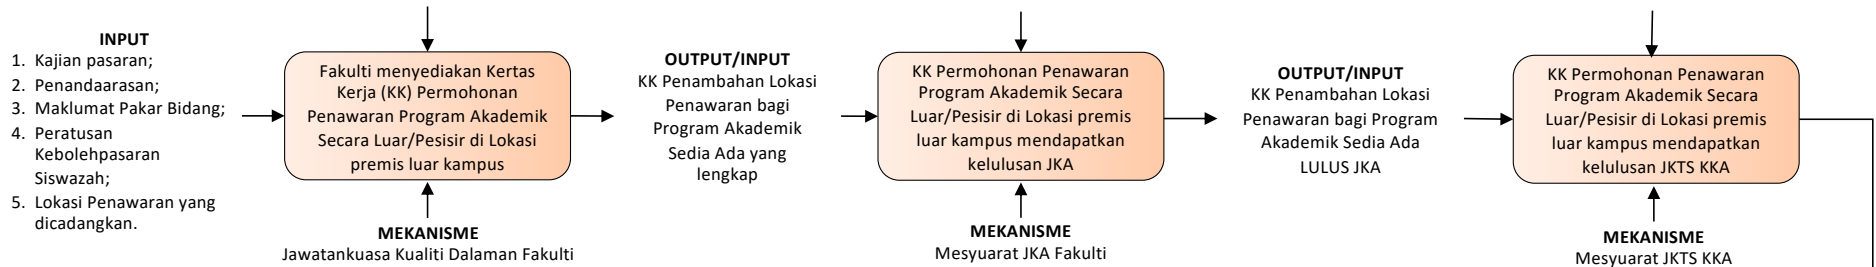 INPUT
1. Kajian pasaran;
2. Penandaarasan;
3. Maklumat Pakar Bidang;
4. Peratusan
Kebolehpasaran
Siswazah;
5. Lokasi Penawaran yang
dicadangkan.
Fakulti menyediakan Kertas
Kerja (KK) Permohonan
Penawaran Program Akademik
Secara Luar/Pesisir di Lokasi
premis luar kampus
MEKANISME
Jawatankuasa Kualiti Dalaman Fakulti
OUTPUT/INPUT
KK Penambahan Lokasi
Penawaran bagi
Program Akademik
Sedia Ada yang
lengkap
KK Permohonan Penawaran
Program Akademik Secara
Luar/Pesisir di Lokasi premis
luar kampus mendapatkan
kelulusan JKA
MEKANISME
Mesyuarat JKA Fakulti
OUTPUT/INPUT
KK Penambahan Lokasi
Penawaran bagi Program
Akademik Sedia Ada
LULUS JKA
KK Permohonan Penawaran
Program Akademik Secara
Luar/Pesisir di Lokasi premis
luar kampus mendapatkan
kelulusan JKTS KKA
MEKANISME
Mesyuarat JKTS KKA